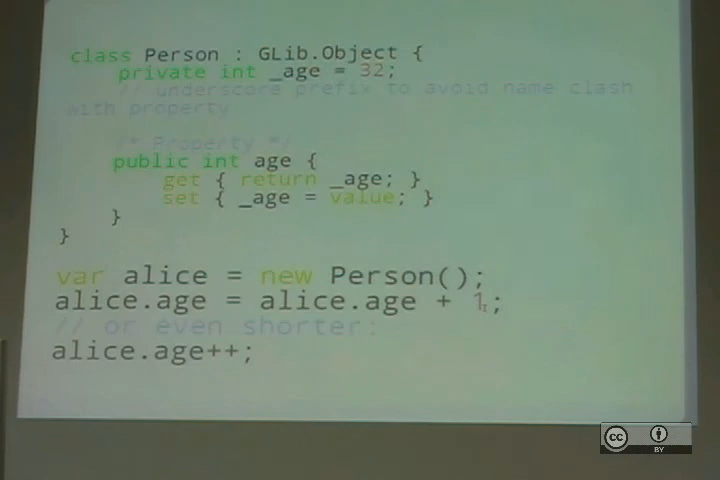 class Person : GLib.Object {
private int _age = 32;
// underscore prefix to avoid name clash
with property
/* Property */
public int age {
get { return _age; }
set { _age = value; }
}
}
var alice = new Person();
alice.age = alice.age + 1;
// or even shorter:
alice.age++;
cc
BY